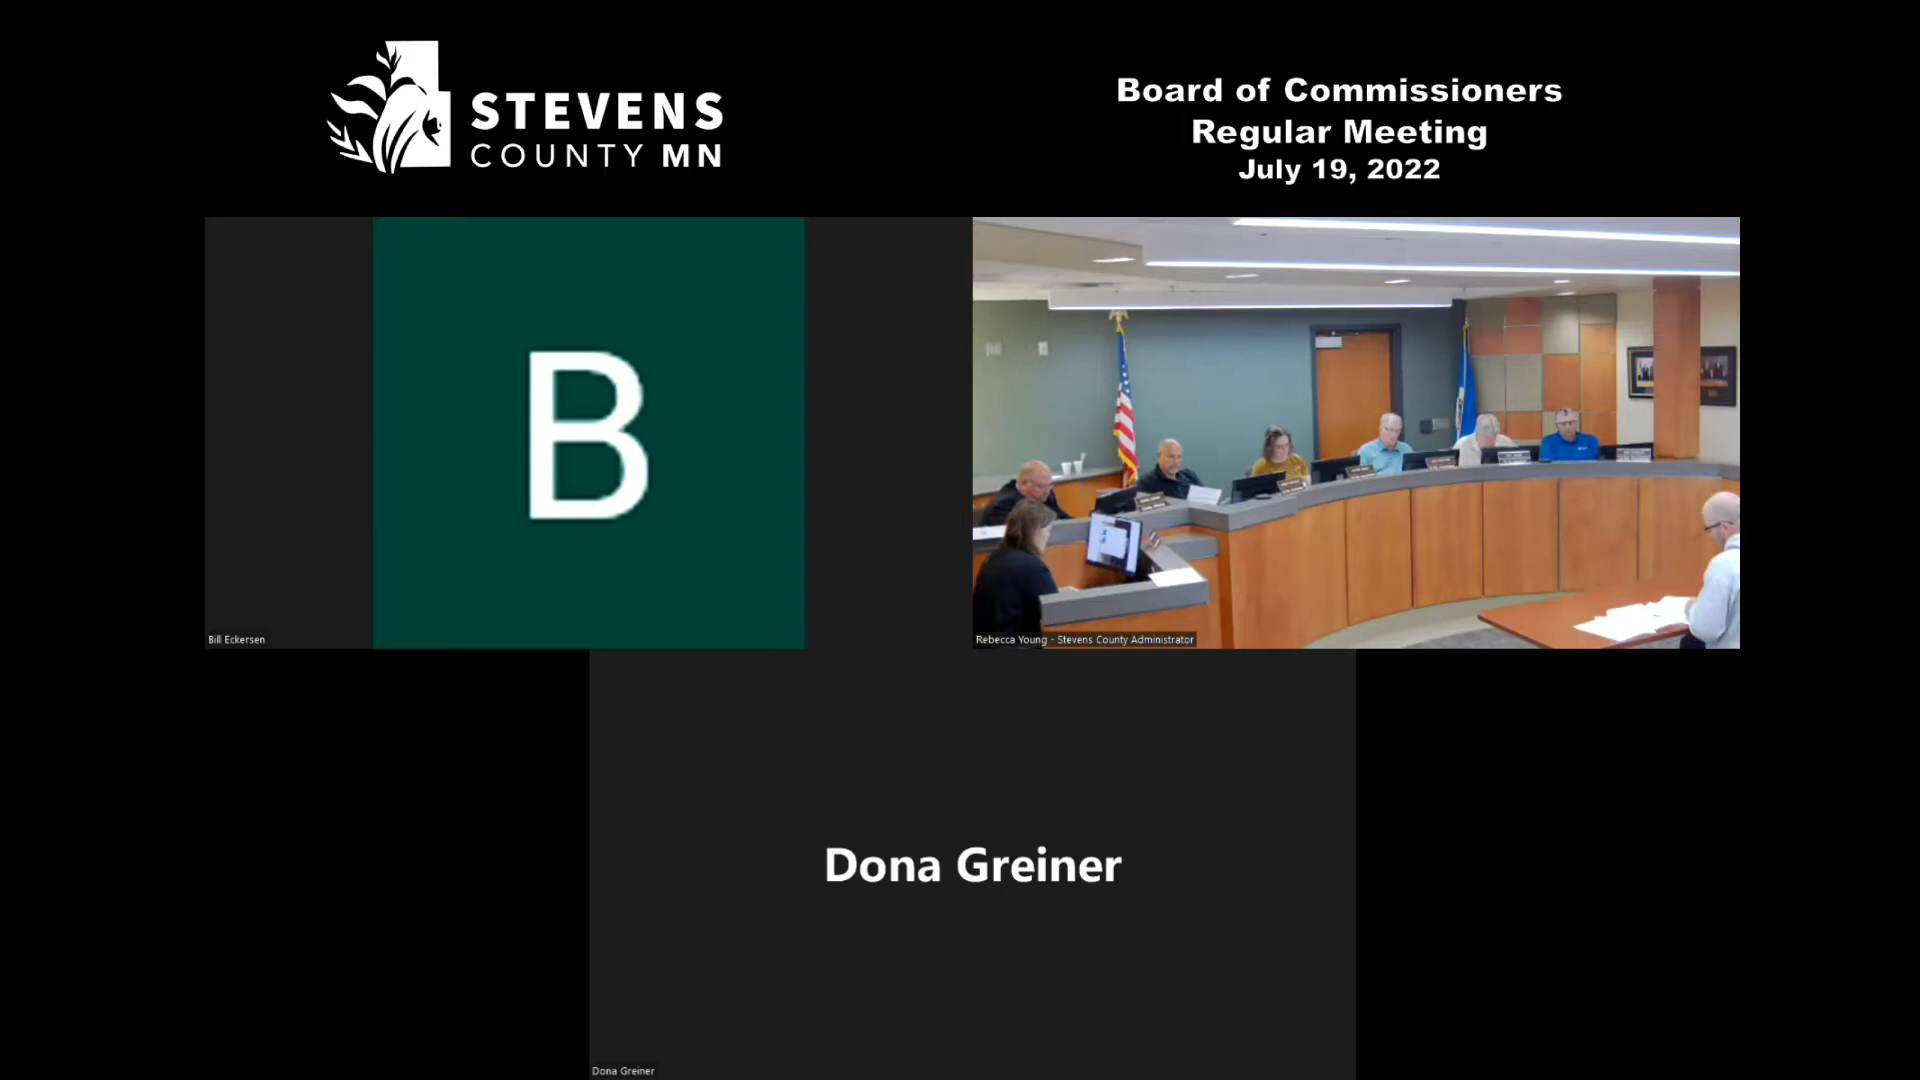 STEVENS
COUNTY MN
Board of Commissioners
Regular Meeting
July 19, 2022
B
Bill Eckersen
Rebecca Young - Stevens County Administrator
Dona Greiner
Dona Greiner